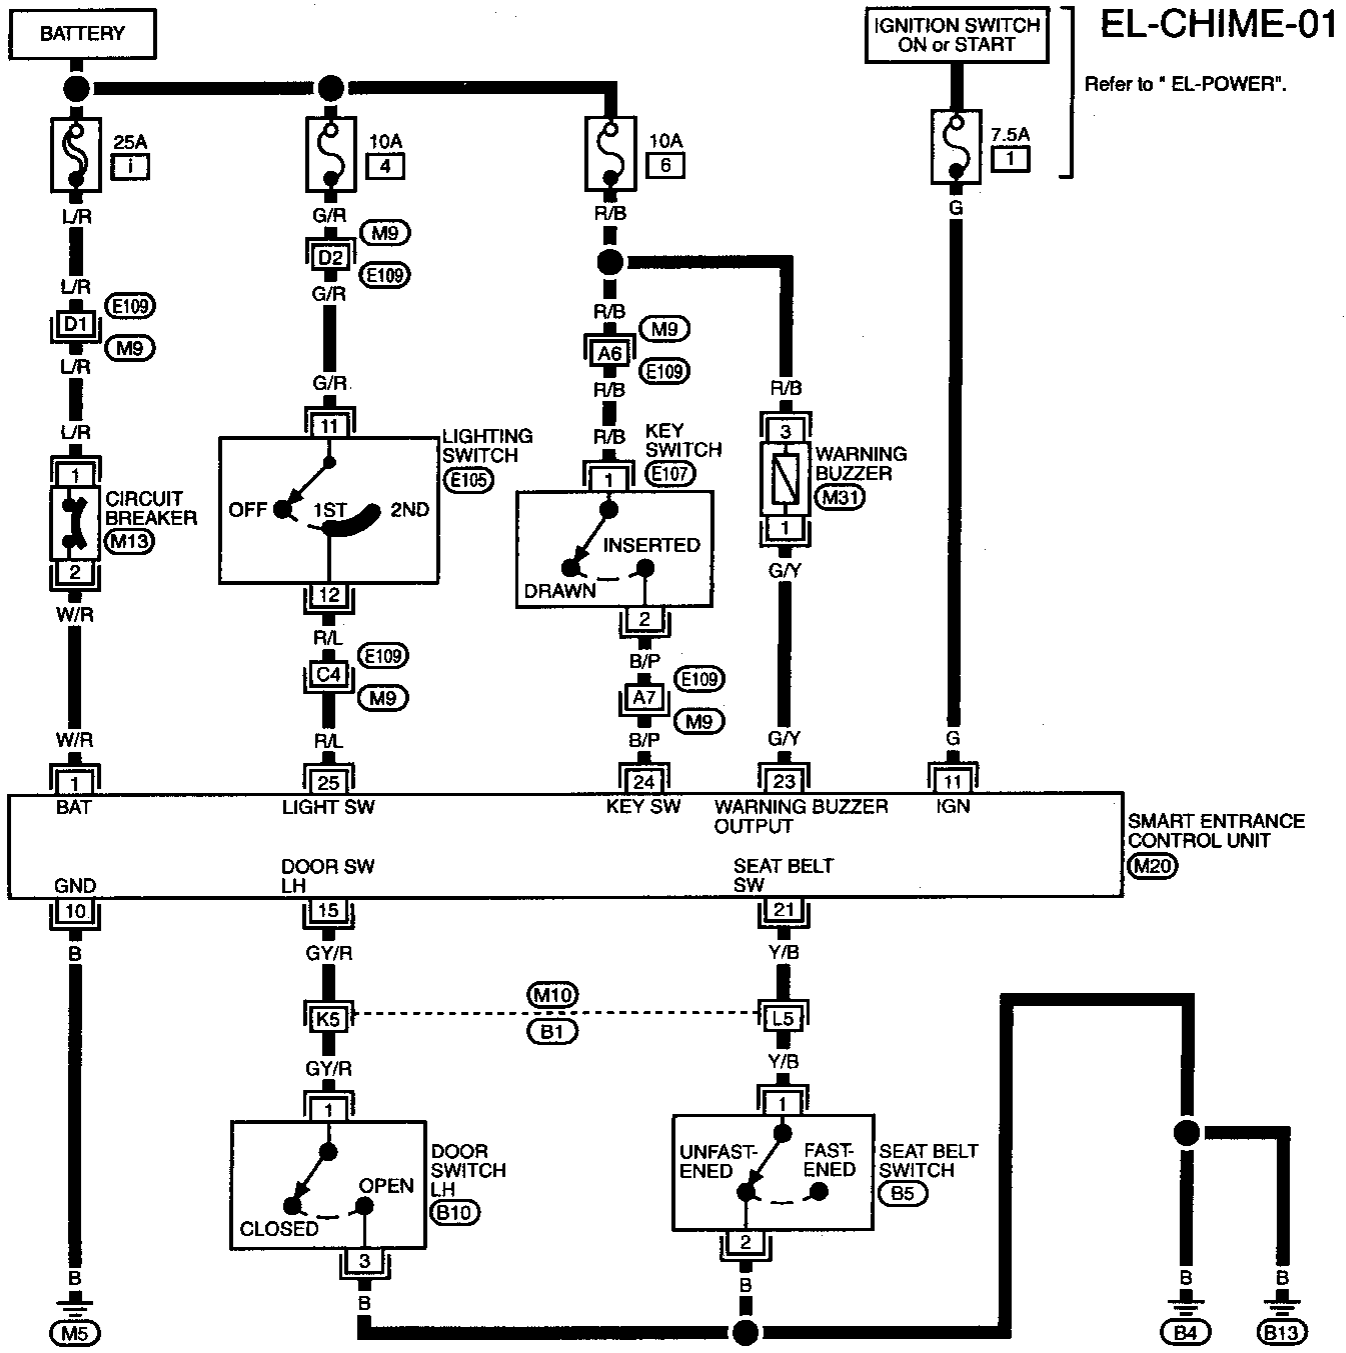 BATTERY
IGNITION SWITCH
ON or START
EL-CHIME-01
Refer to " EL-POWER".
25A
i
10A
4
10A
6
7.5A
1
L/R
G/R
R/B
G
M9
D2
E109
G/R
L/R
E109
D1
M9
L/R
R/B
M9
A6
E109
R/B
G/R
R/B
L/R
R/B
11
LIGHTING
SWITCH
E105
KEY
SWITCH
E107
1
3
WARNING
BUZZER
M31
1
1
CIRCUIT
BREAKER
M13
2
OFF
1ST
2ND
INSERTED
DRAWN
G/Y
12
2
W/R
R/L
B/P
E109
C4
M9
E109
A7
M9
W/R
R/L
B/P
G/Y
G
1
25
24
23
11
BAT
LIGHT SW
KEY SW
WARNING BUZZER
OUTPUT
IGN
SMART ENTRANCE
CONTROL UNIT
M20
GND
DOOR SW
LH
SEAT BELT
SW
10
15
21
B
GY/R
Y/B
K5
M10
B1
L5
GY/R
Y/B
1
1
DOOR
SWITCH
LH
B10
OPEN
CLOSED
UNFAST-
ENED
FAST-
ENED
SEAT BELT
SWITCH
B5
3
2
B
B
B
B
B
M5
B4
B13